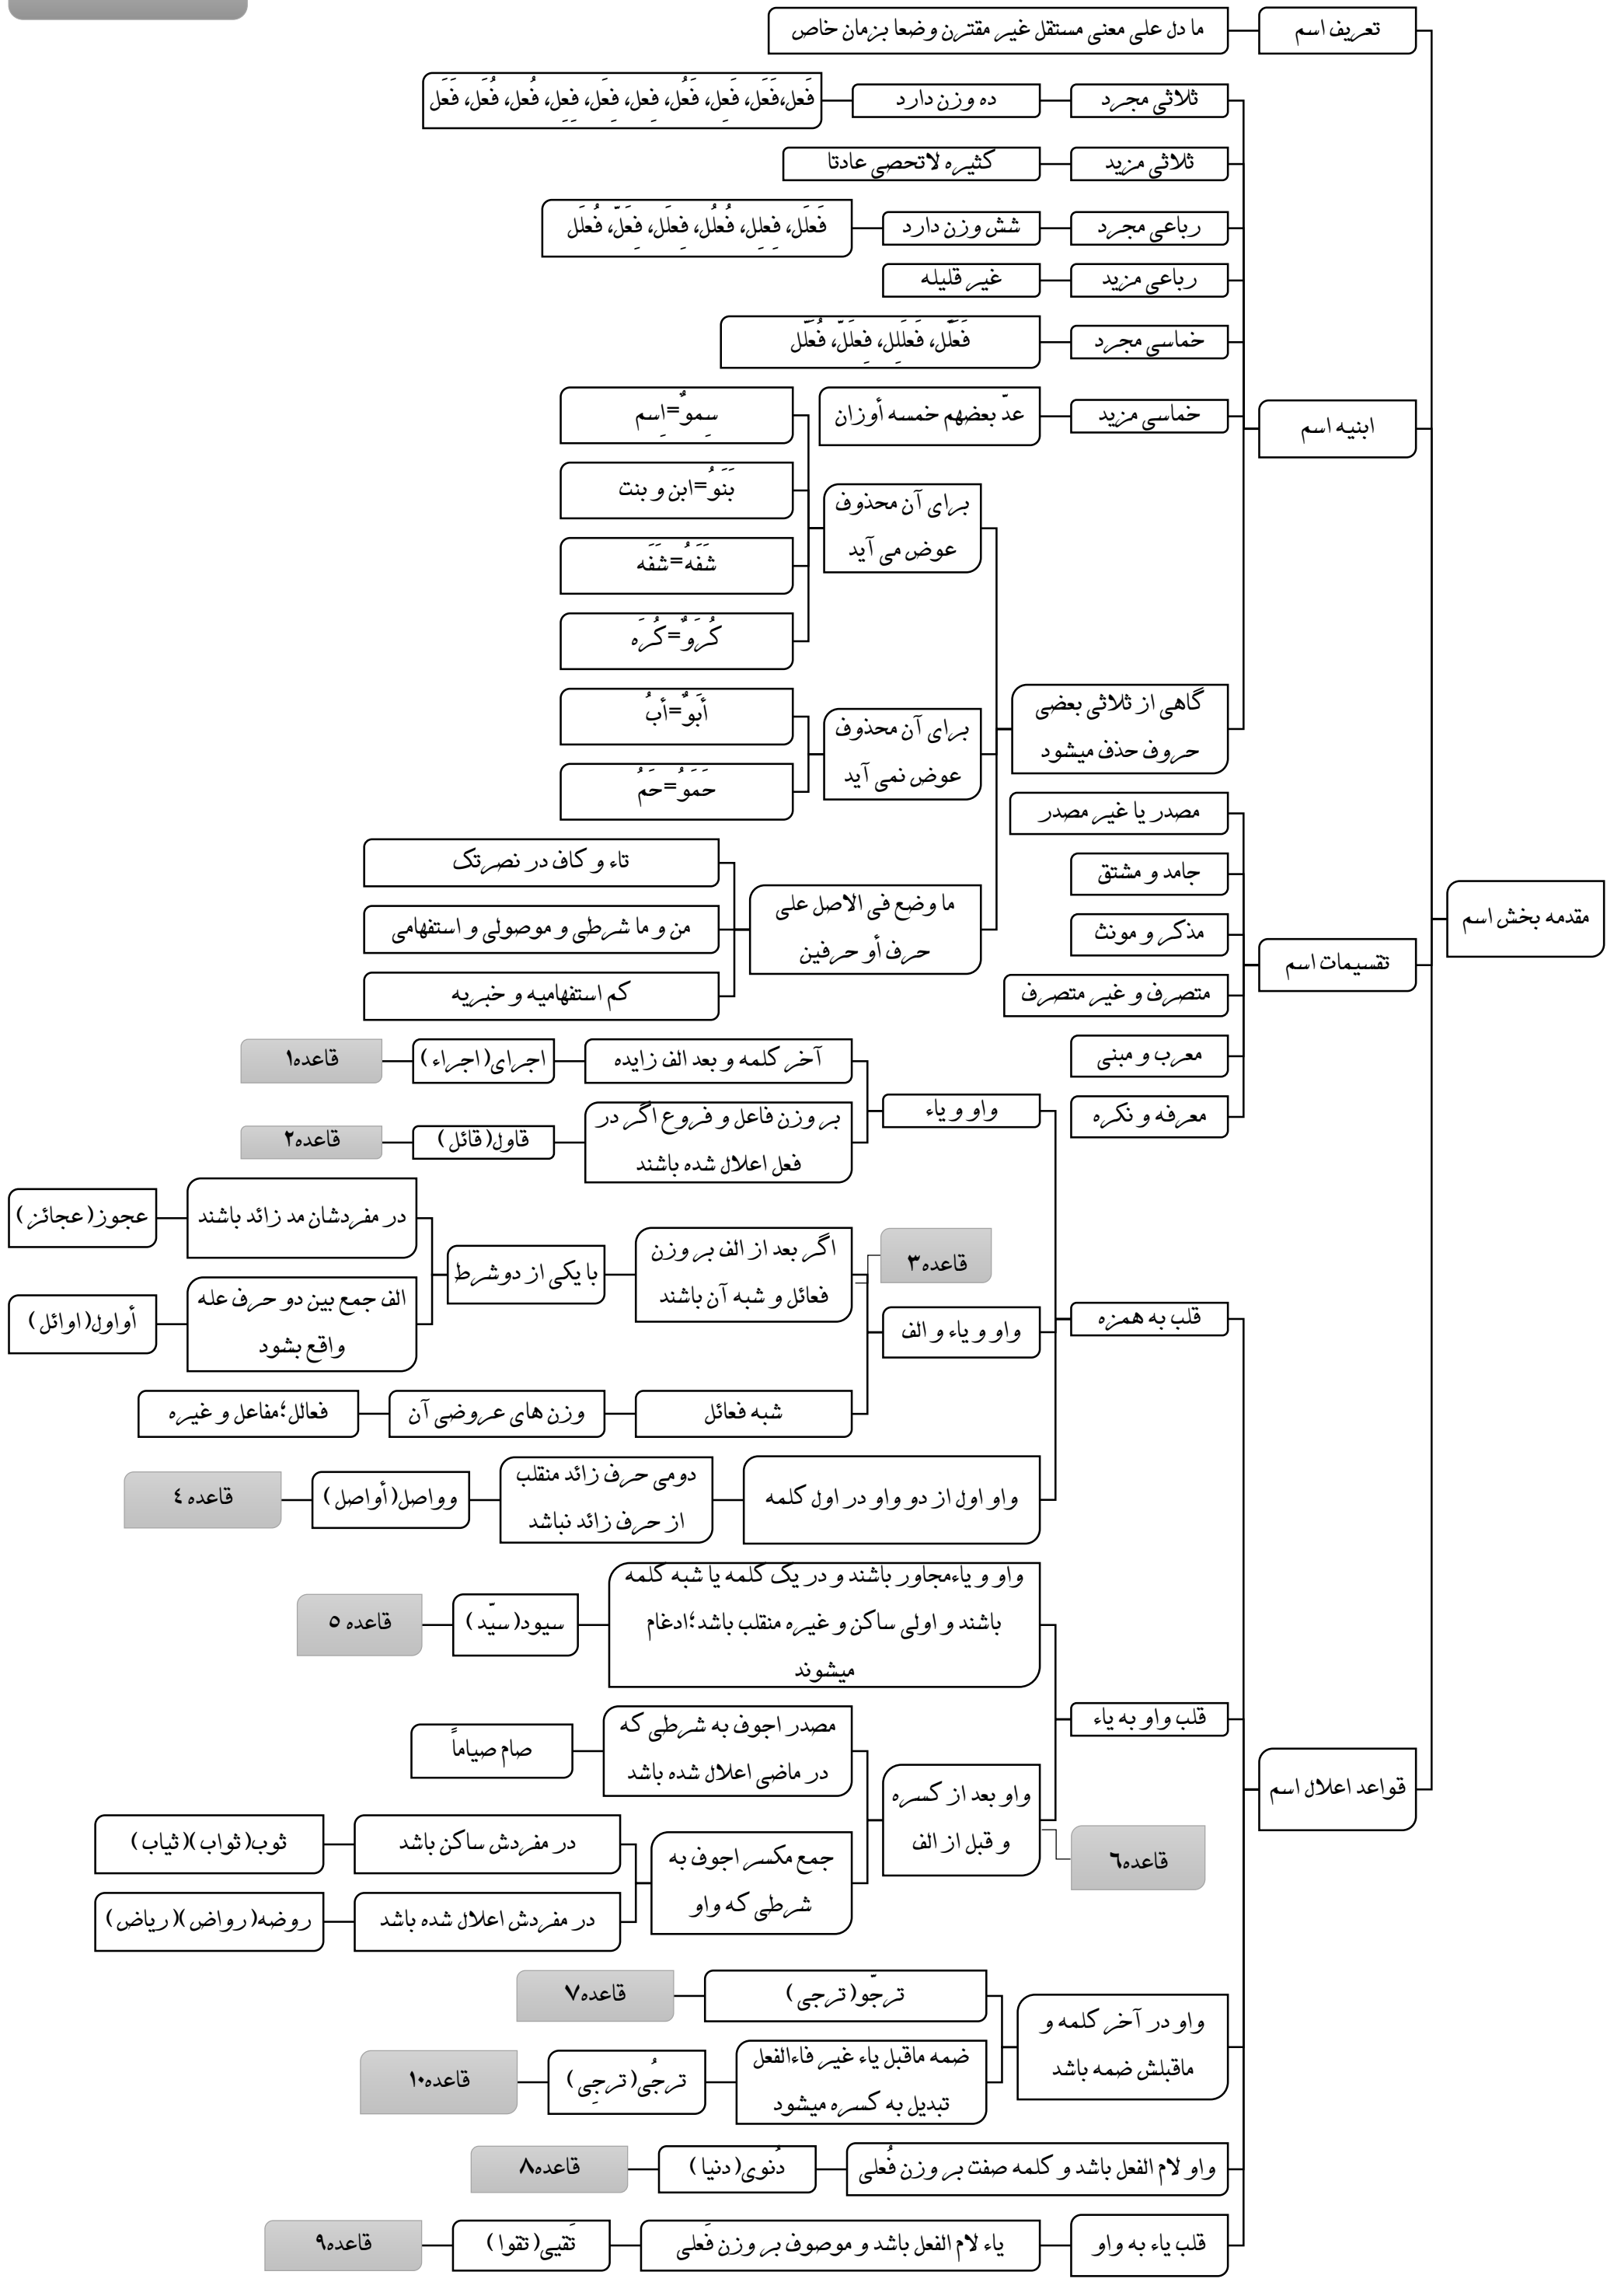 مقدمه بخش اسم
تعریف اسم
ما دل علی معنی مستقل غیر مقترن وضعا بزمان خاص
ابنیه اسم
ثلاثی مجرد
ده وزن دارد
فَعل،فَعَل، فَعِل، فَعُل، فِعل، فِعَل، فِعِل، فُعل، فُعَل، فَعَل
ثلاثی مزید
کثیره لاتحصی عادتا
رباعی مجرد
شش وزن دارد
فَعلَل، فِعلِل، فُعلُل، فِعلَل، فِعَلّ، فُعلَل
رباعی مزید
غیر قلیله
خماسی مجرد
فَعَلَّل، فَعلَلِل، فِعلَلّ، فُعَلَّل
خماسی مزید
عدّ بعضهم خمسه أوزان
گاهی از ثلاثی بعضی
حروف حذف میشود
برای آن محذوف
عوض می آید
سِموٌ=اِسم
بَنَوُ=ابن و بنت
شَفَهُ=شَفَه
کُرَوٌ=کُرَه
برای آن محذوف
عوض نمی آید
أبَوٌ=أبُ
حَمَوُ=حَمُ
ما وضع فی الاصل علی
حرف أو حرفین
تاء و کاف در نصرتک
من و ما شرطی و موصولی و استفهامی
کم استفهامیه و خبریه
تقسیمات اسم
مصدر یا غیر مصدر
جامد و مشتق
مذکر و مونث
متصرف و غیر متصرف
معرب و مبنی
معرفه و نکره
قواعد اعلال اسم
قلب به همزه
واو و یاء
آخر کلمه و بعد الف زایده
اجرای(اجراء)
قاعده۱
بر وزن فاعل و فروع اگر در
فعل اعلال شده باشند
قاول(قائل)
قاعده۲
واو و یاء و الف
قاعده۳
اگر بعد از الف بر وزن
فعائل و شبه آن باشند
با یکی از دوشرط
در مفردشان مد زائد باشند
عجوز(عجائز)
الف جمع بین دو حرف عله
واقع بشود
أواول(اوائل)
شبه فعائل
وزن های عروضی آن
فعالل؛مفاعل و غیره
واو اول از دو واو در اول کلمه
دومی حرف زائد منقلب
از حرف زائد نباشد
وواصل(أواصل)
قاعده ٤
قلب واو به یاء
واو و یاءمجاور باشند و در یک کلمه یا شبه کلمه
باشند و اولی ساکن و غیره منقلب باشد؛ادغام
میشوند
سیود(سیّد)
قاعده ٥
واو بعد از کسره
و قبل از الف
قاعده٦
مصدر اجوف به شرطی که
در ماضی اعلال شده باشد
صام صیاماً
جمع مکسر اجوف به
شرطی که واو
در مفردش ساکن باشد
ثوب(ثواب)(ثیاب)
در مفردش اعلال شده باشد
روضه(رواض)(ریاض)
واو در آخر کلمه و
ماقبلش ضمه باشد
ترجّو(ترجی)
قاعده۷
ضمه ماقبل یاء غیر فاءالفعل
تبدیل به کسره میشود
ترجُی(ترجِی)
قاعده۱۰
واو لام الفعل باشد و کلمه صفت بر وزن فُعلی
دُنوی(دنیا)
قاعده۸
قلب یاء به واو
یاء لام الفعل باشد و موصوف بر وزن فَعلی
تَقیی(تقوا)
قاعده۹